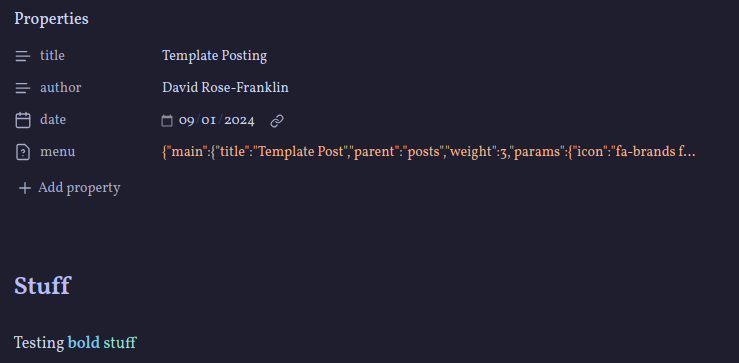 Properties
title Template Posting
author David Rose-Franklin
date 09/01/2024
menu {"main":{"title":"Template Post","parent":"posts","weight":3,"params":{"icon":"fa-brands f...
Add property
Stuff
Testing bold stuff